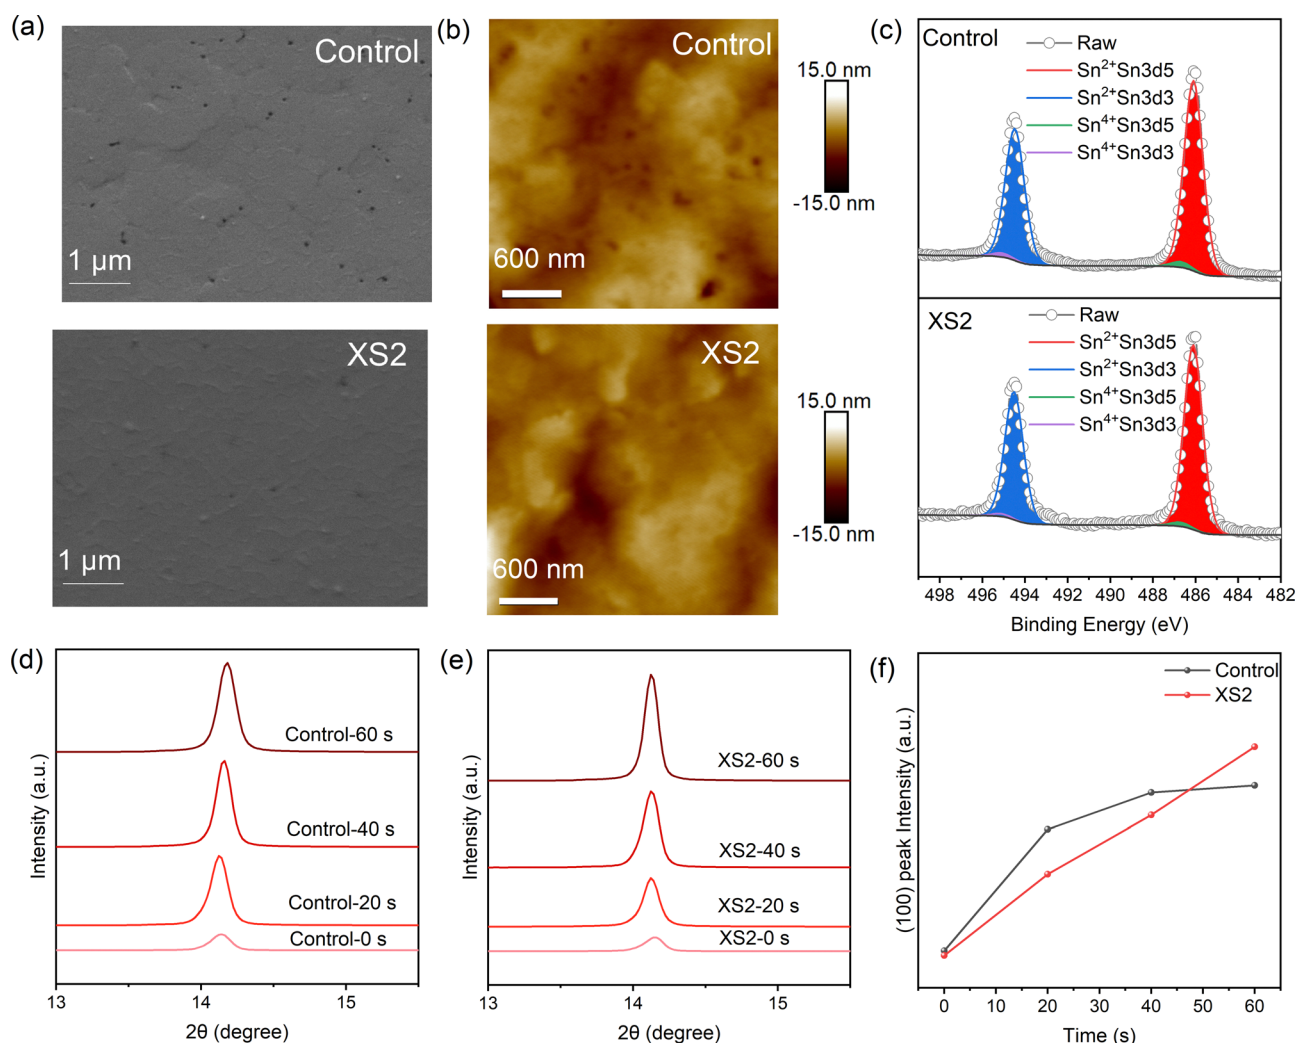 (a)
Control
1 μm
XS2
1 μm
(b)
Control
600 nm
15.0 nm
-15.0 nm
XS2
600 nm
15.0 nm
-15.0 nm
(c)
Control
Raw
Sn²⁺Sn3d5
Sn²⁺Sn3d3
Sn⁴⁺Sn3d5
Sn⁴⁺Sn3d3
XS2
Raw
Sn²⁺Sn3d5
Sn²⁺Sn3d3
Sn⁴⁺Sn3d5
Sn⁴⁺Sn3d3
498 496 494 492 490 488 486 484 482
Binding Energy (eV)
(d)
Intensity (a.u.)
Control-60 s
Control-40 s
Control-20 s
Control-0 s
13 14 15
2θ (degree)
(e)
Intensity (a.u.)
XS2-60 s
XS2-40 s
XS2-20 s
XS2-0 s
13 14 15
2θ (degree)
(f)
(100) peak Intensity (a.u.)
Control
XS2
0 10 20 30 40 50 60
Time (s)